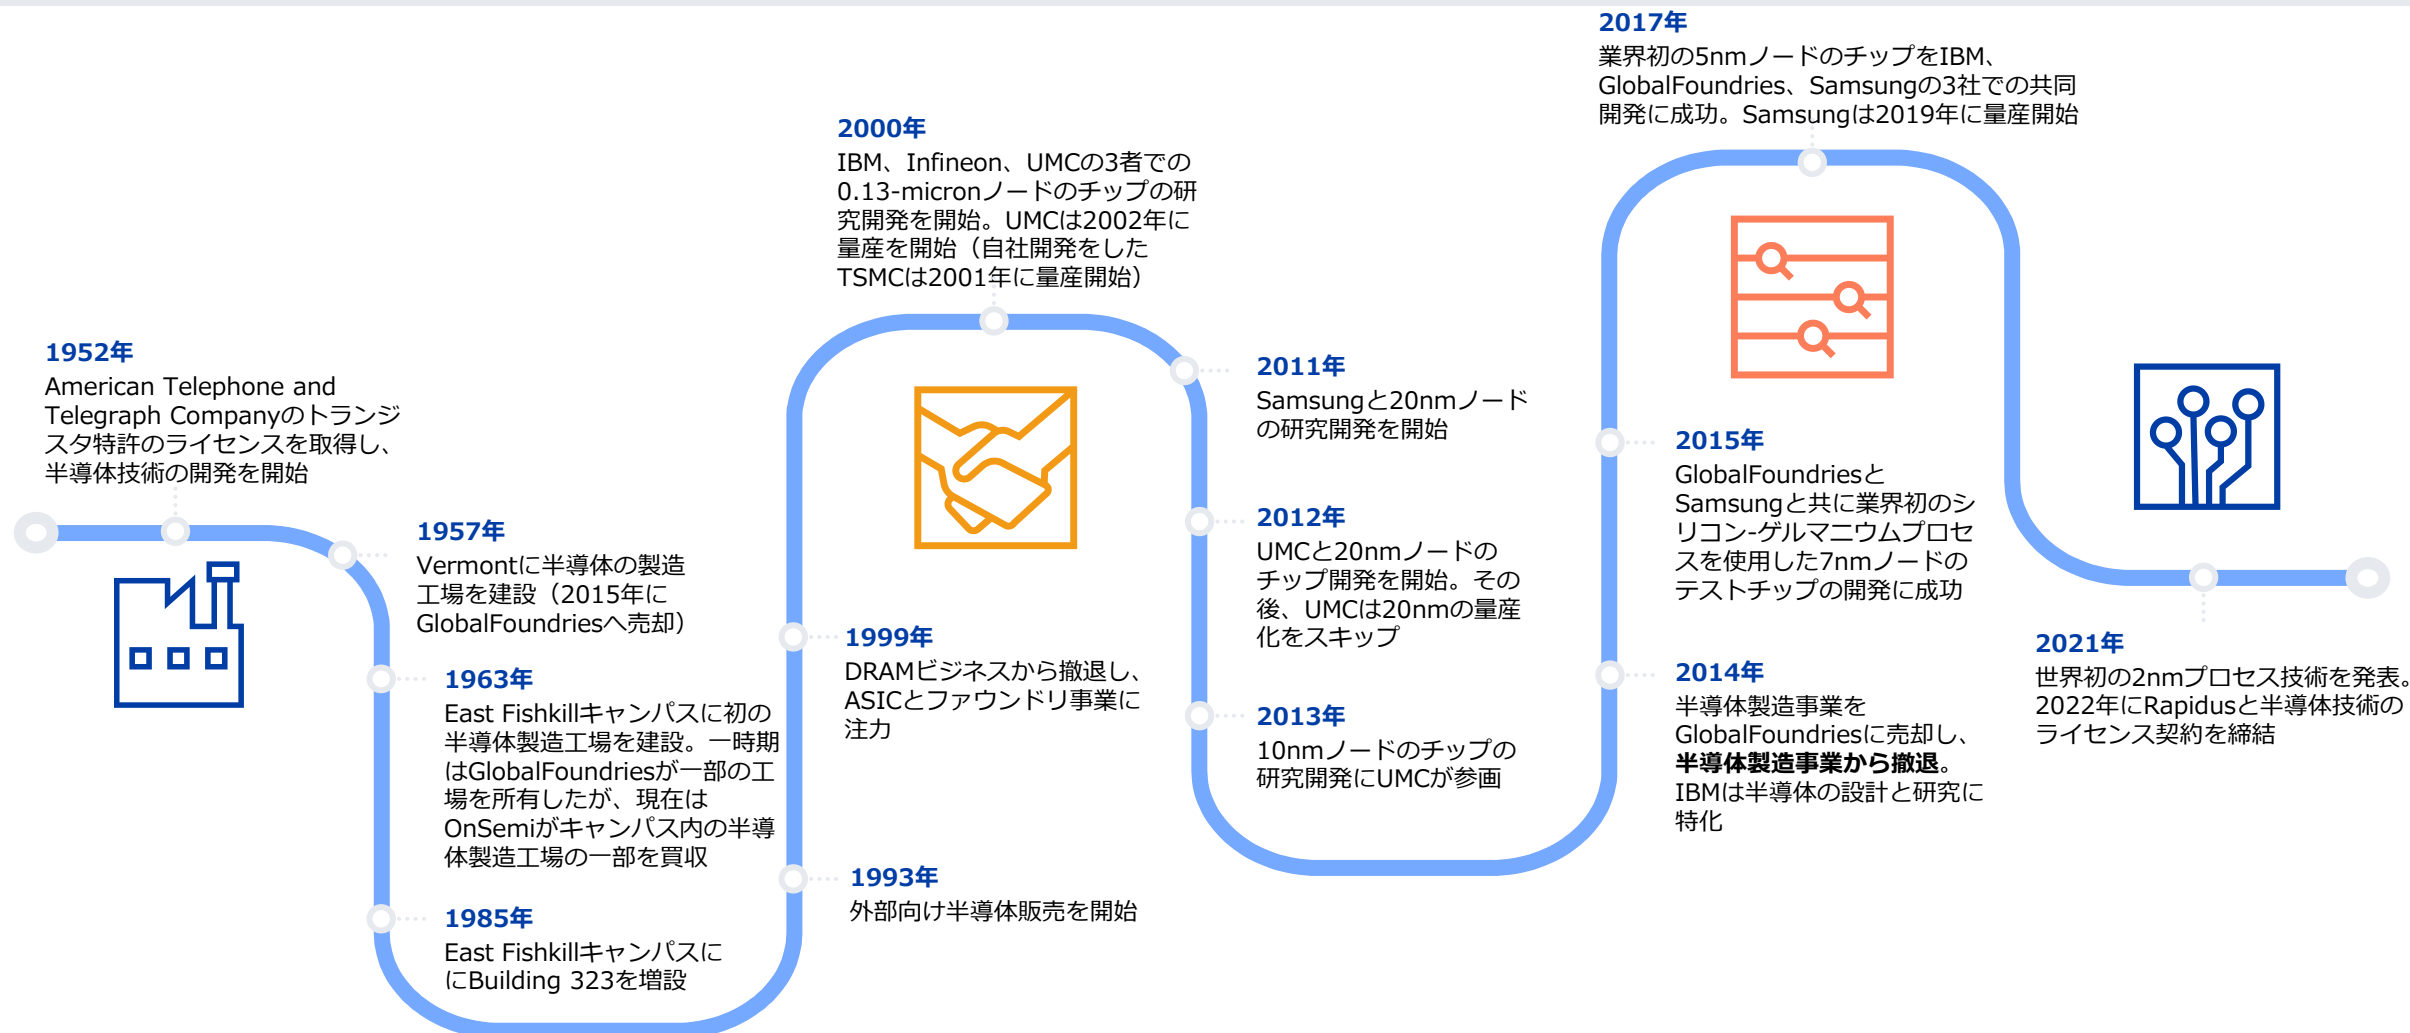 1952年
American Telephone and
Telegraph Companyのトランジ
スタ特許のライセンスを取得し、
半導体技術の開発を開始
1957年
Vermontに半導体の製造
工場を建設（2015年に
GlobalFoundriesへ売却）
1963年
East Fishkillキャンパスに初の
半導体製造工場を建設。一時期
はGlobalFoundriesが一部の工
場を所有したが、現在は
OnSemiがキャンパス内の半導
体製造工場の一部を買収
1985年
East Fishkillキャンパスに
にBuilding 323を増設
1993年
外部向け半導体販売を開始
1999年
DRAMビジネスから撤退し、
ASICとファウンドリ事業に
注力
2000年
IBM、Infineon、UMCの3者での
0.13-micronノードのチップの研
究開発を開始。UMCは2002年に
量産を開始（自社開発をした
TSMCは2001年に量産開始）
2011年
Samsungと20nmノード
の研究開発を開始
2012年
UMCと20nmノードの
チップ開発を開始。その
後、UMCは20nmの量産
化をスキップ
2013年
10nmノードのチップの
研究開発にUMCが参画
2014年
半導体製造事業を
GlobalFoundriesに売却し、
半導体製造事業から撤退。
IBMは半導体の設計と研究に
特化
2015年
GlobalFoundriesと
Samsungと共に業界初のシ
リコン-ゲルマニウムプロセ
スを使用した7nmノードの
テストチップの開発に成功
2017年
業界初の5nmノードのチップをIBM、
GlobalFoundries、Samsungの3社での共同
開発に成功。Samsungは2019年に量産開始
2021年
世界初の2nmプロセス技術を発表。
2022年にRapidusと半導体技術の
ライセンス契約を締結